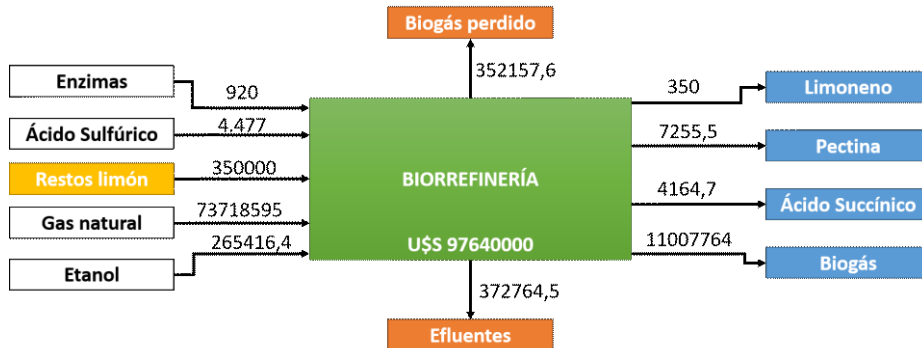 Biogás perdido
352157,6
Enzimas
920
350
Limoneno
Ácido Sulfúrico
4.477
7255,5
Pectina
Restos limón
350000
BIORREFINERÍA
4164,7
Ácido Succínico
Gas natural
73718595
U$S 97640000
11007764
Biogás
Etanol
265416,4
372764,5
Efluentes